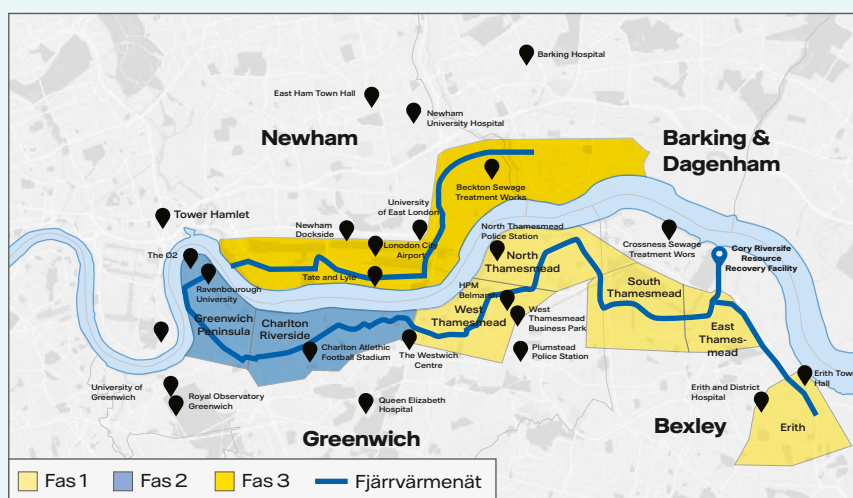 Barking Hospital
East Ham Town Hall
Newham
University Hospital
Newham
Barking &
Dagenham
Beckton Sewage
Treatment Works
University
of East London
Tower Hamlet
Newham
Dockside
Lonodon City
Airport
North Thamesmead
Police Station
Crossness Sewage
Treatment Wors
Cory Riversife
Resource
Recovery Facility
The O2
Ravenbourough
University
Tate and Lyle
North
Thamesmead
HPM
Belmarth
South
Thamesmead
Greenwich
Peninsula
Charlton
Riverside
West
Thamesmead
West
Thamesmead
Business Park
East
Thames-
mead
Charlton Atlethic
Football Stadium
The Westwich
Centre
Plumstead
Police Station
University of
Greenwich
Royal Observatory
Greenwich
Queen Elizabeth
Hospital
Erith Town
Hall
Erith and District
Hospital
Greenwich
Bexley
Erith
Fas 1
Fas 2
Fas 3
Fjärrvärmenät